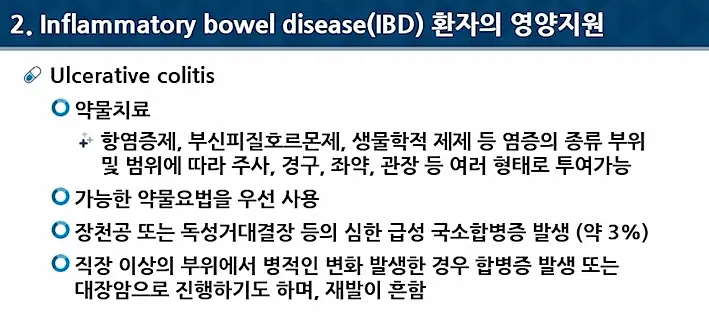 2. Inflammatory bowel disease(IBD) 환자의 영양지원
Ulcerative colitis
약물치료
항염증제, 부신피질호르몬제, 생물학적 제제 등 염증의 종류 부위
및 범위에 따라 주사, 경구, 좌약, 관장 등 여러 형태로 투여가능
가능한 약물요법을 우선 사용
장천공 또는 독성거대결장 등의 심한 급성 국소합병증 발생 (약 3%)
직장 이상의 부위에서 병적인 변화 발생한 경우 합병증 발생 또는
대장암으로 진행하기도 하며, 재발이 흔함